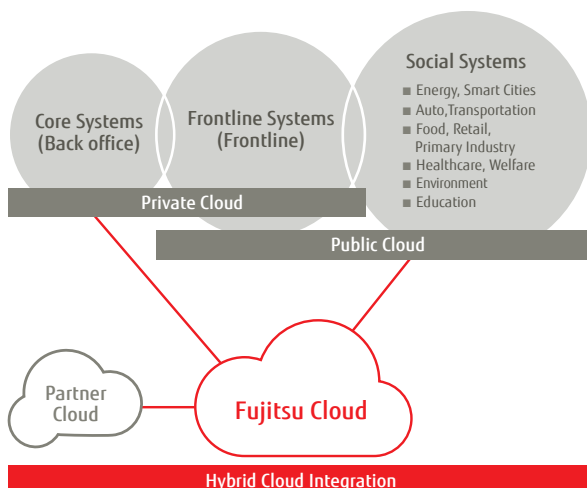 Core Systems
(Back office)
Frontline Systems
(Frontline)
Social Systems
■ Energy, Smart Cities
■ Auto,Transportation
■ Food, Retail,
Primary Industry
■ Healthcare, Welfare
■ Environment
■ Education
Private Cloud
Public Cloud
Partner
Cloud
Fujitsu Cloud
Hybrid Cloud Integration